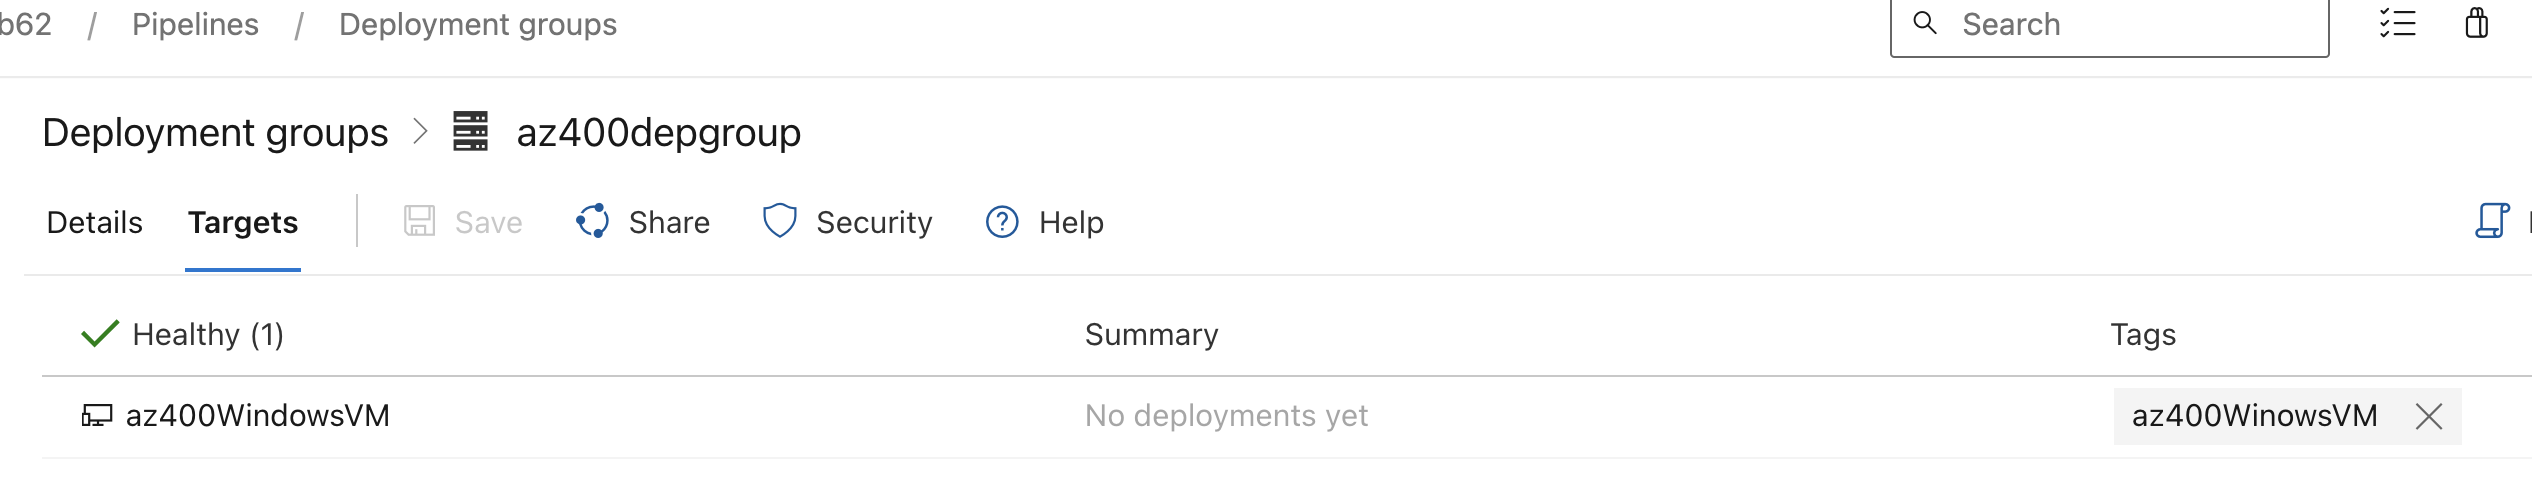 b62 / Pipelines / Deployment groups Search
Deployment groups > az400depgroup
Details Targets Save Share Security Help
Healthy (1) Summary Tags
az400WindowsVM No deployments yet az400WinowsVM